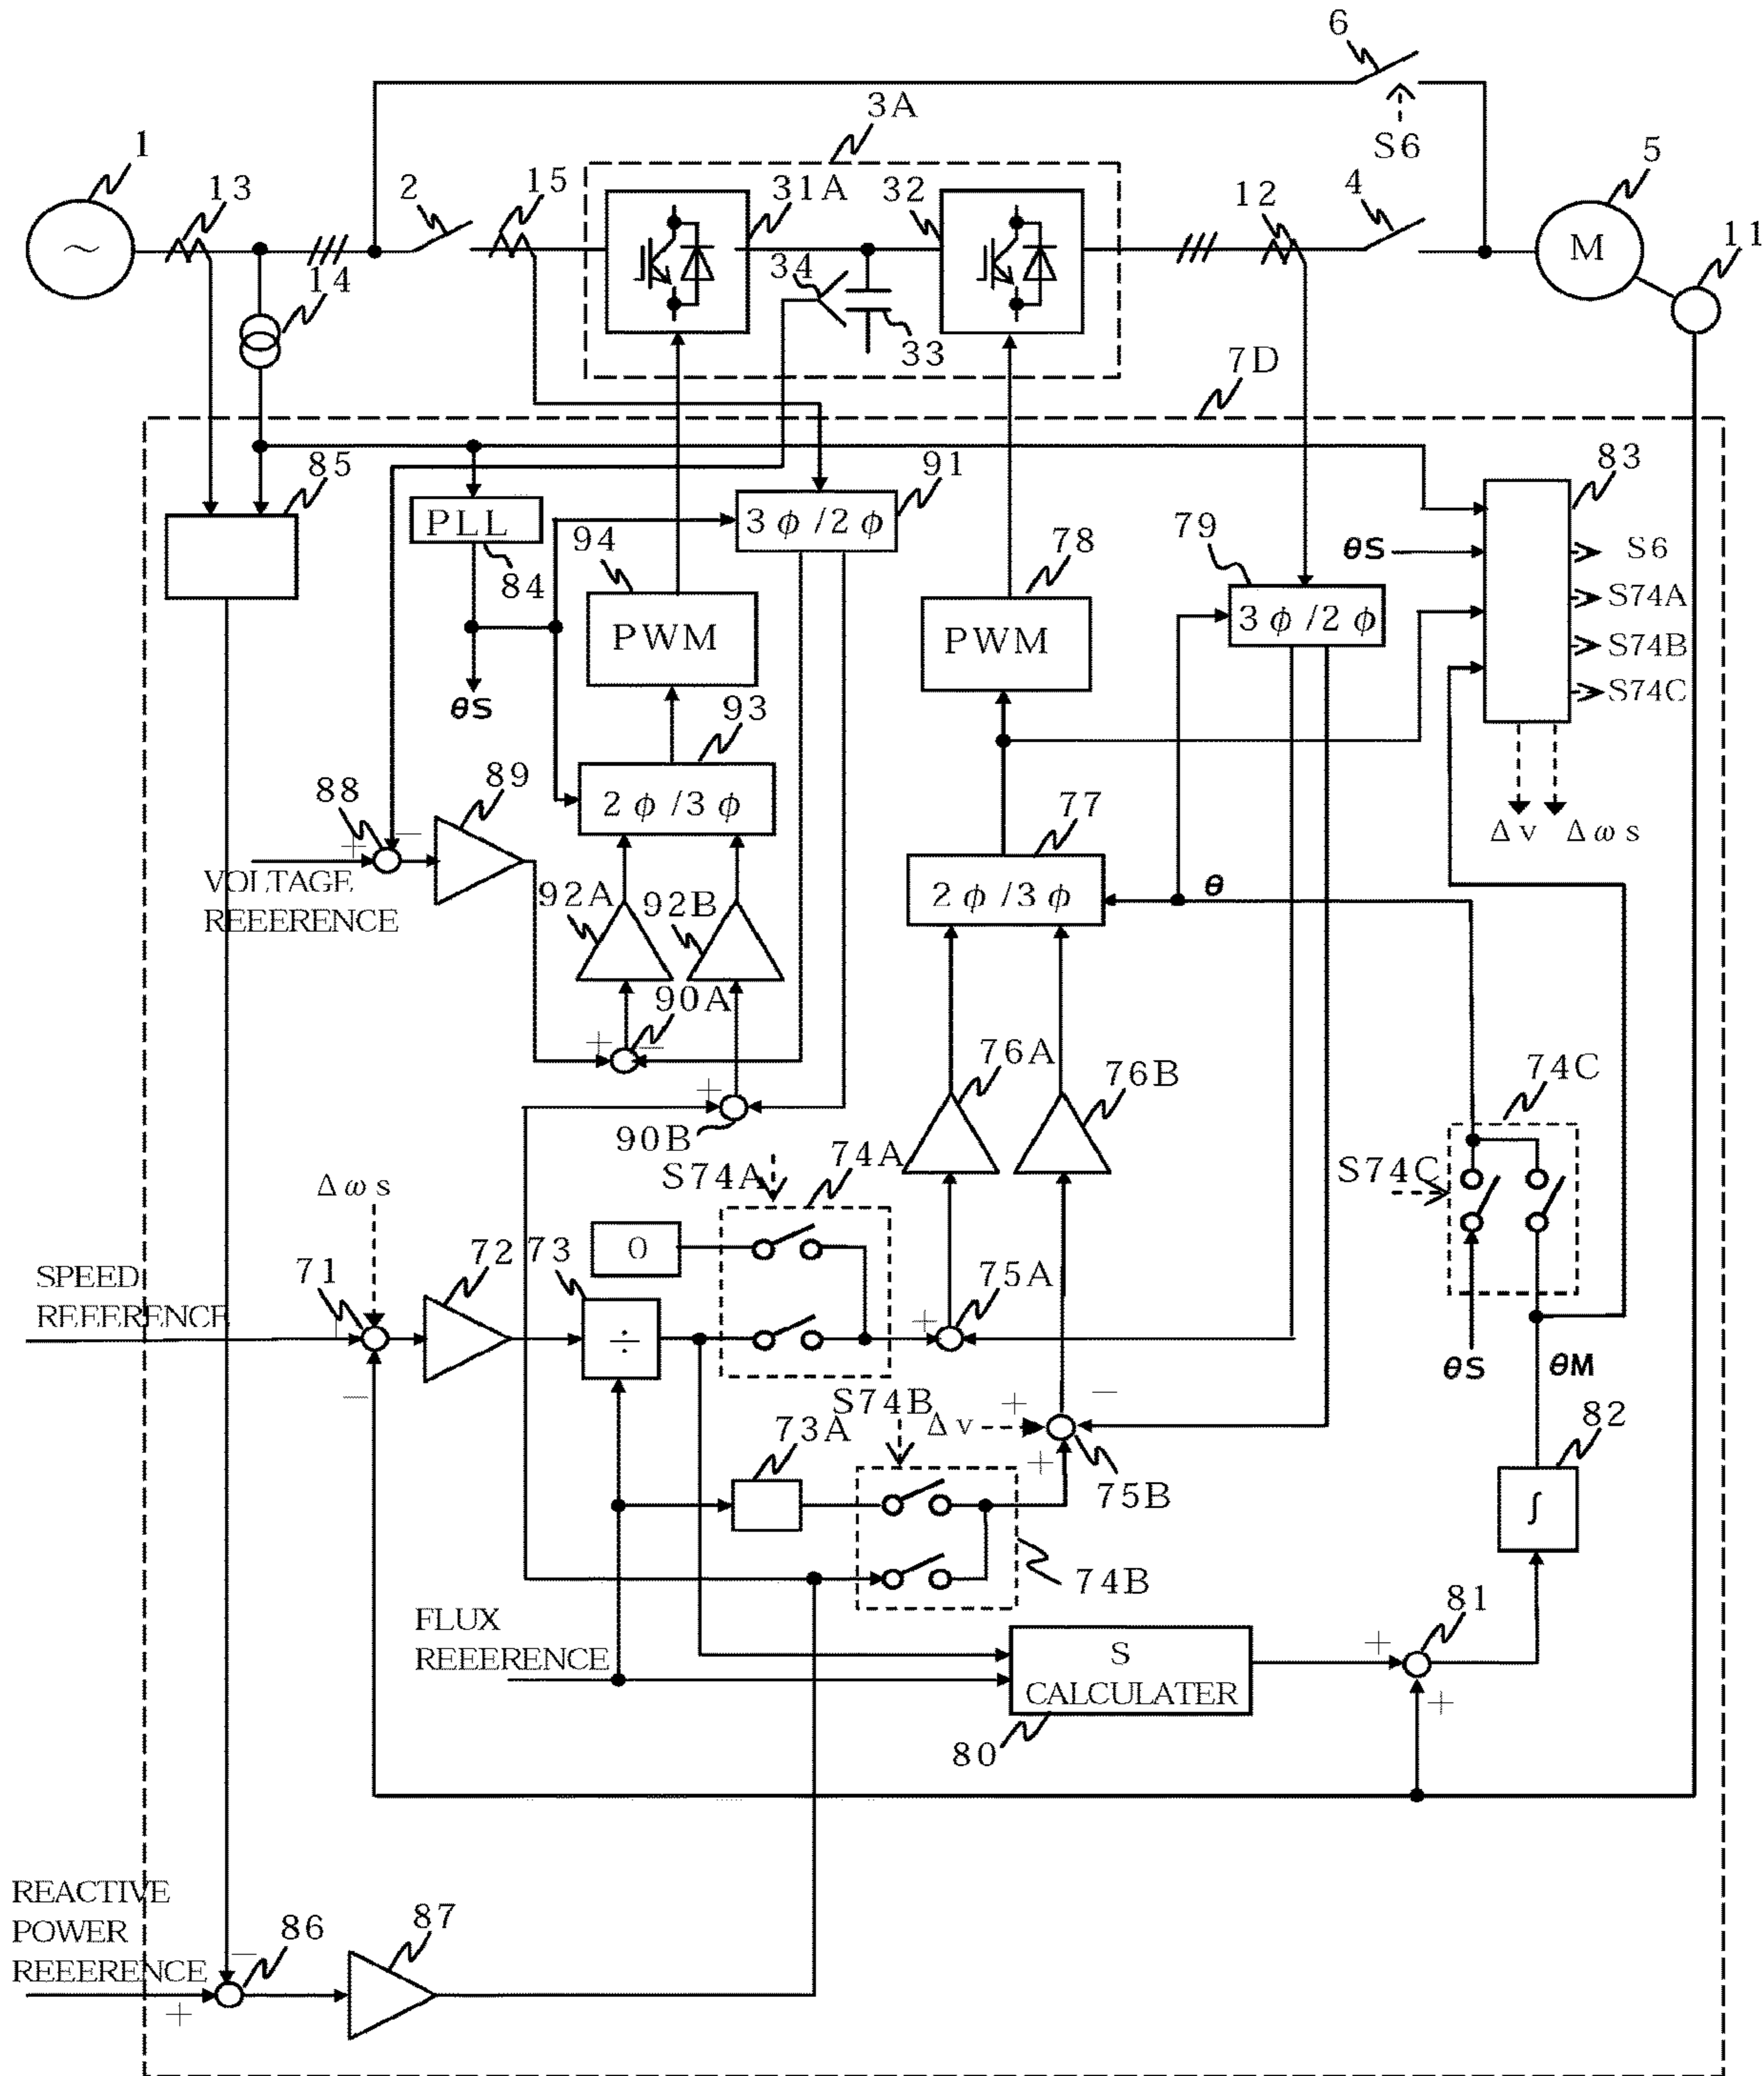 6
3A
S6
1
13
2
15
31A
32
12
4
5
M
11
~
34
14
33
7D
85
91
83
PLL
3ϕ/2ϕ
94
84
78
79
θS
S6
S74A
S74B
S74C
PWM
PWM
3ϕ/2ϕ
θS
93
88
89
2ϕ/3ϕ
77
Δv
Δωs
+
−
VOLTAGE
REEERENCE
92A
92B
2ϕ/3ϕ
θ
90A
+
−
76A
76B
74C
+
90B
S74A
74A
S74C
Δωs
0
SPEED
REEERENCE
71
72
73
75A
+
÷
+
θS
θM
−
S74B
Δv
+
−
73A
+
75B
82
∫
74B
81
FLUX
REEERENCE
S
CALCULATER
+
+
80
REACTIVE
POWER
REEERENCE
−
86
87
+